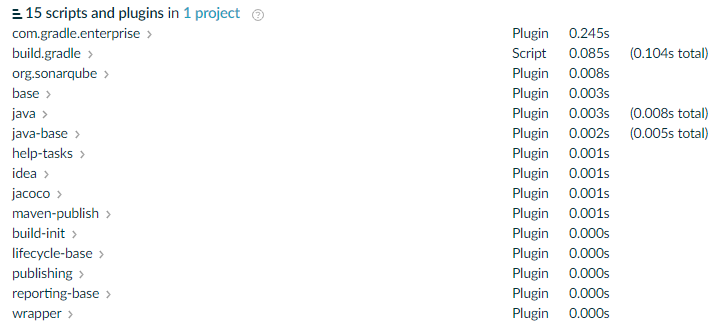 15 scripts and plugins in 1 project ?
com.gradle.enterprise > Plugin 0.245s
build.gradle > Script 0.085s (0.104s total)
org.sonarqube > Plugin 0.008s
base > Plugin 0.003s
java > Plugin 0.003s (0.008s total)
java-base > Plugin 0.002s (0.005s total)
help-tasks > Plugin 0.001s
idea > Plugin 0.001s
jacoco > Plugin 0.001s
maven-publish > Plugin 0.001s
build-init > Plugin 0.000s
lifecycle-base > Plugin 0.000s
publishing > Plugin 0.000s
reporting-base > Plugin 0.000s
wrapper > Plugin 0.000s